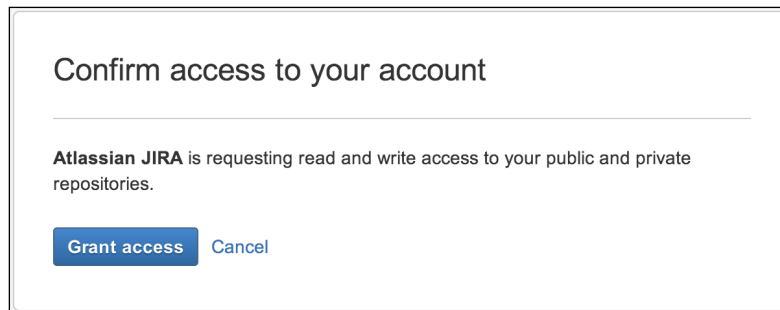 Confirm access to your account
Atlassian JIRA is requesting read and write access to your public and private
repositories.
Grant access Cancel